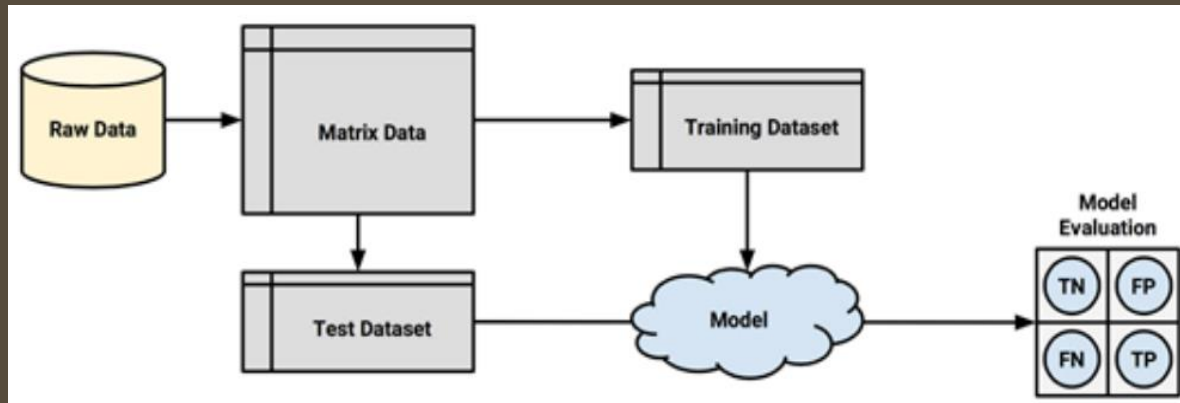 Raw Data
Matrix Data
Training Dataset
Test Dataset
Model
Model
Evaluation
TN
FP
FN
TP